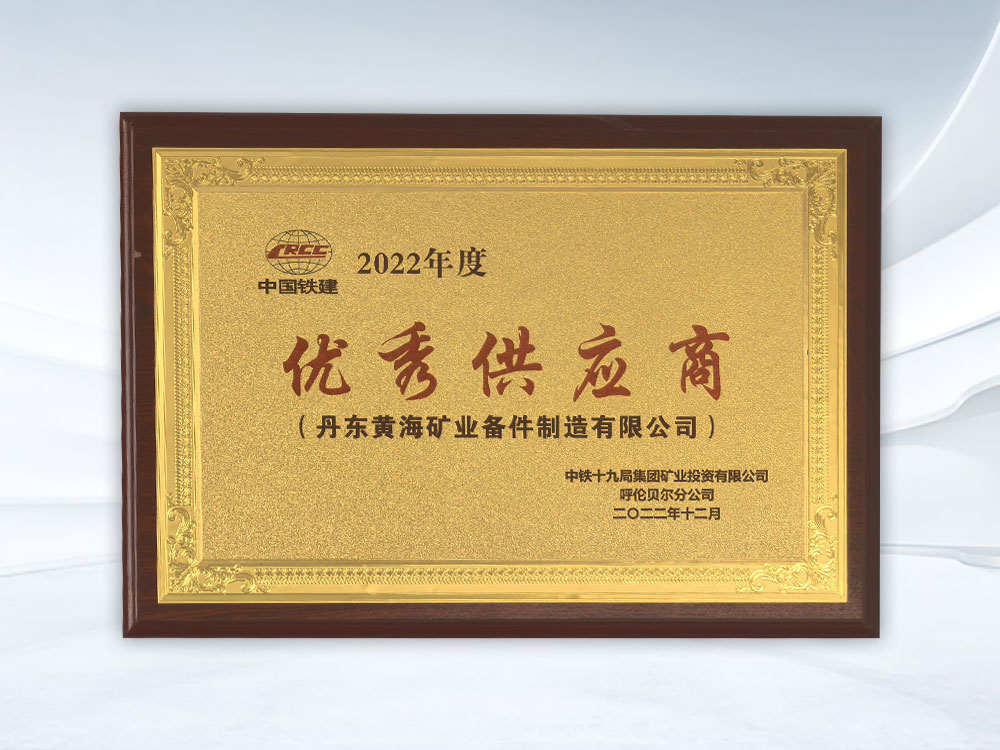 CRCC
中国铁建
2022年度
优秀供应商
（丹东黄海矿业备件制造有限公司）
中铁十九局集团矿业投资有限公司
呼伦贝尔分公司
二〇二二年十二月